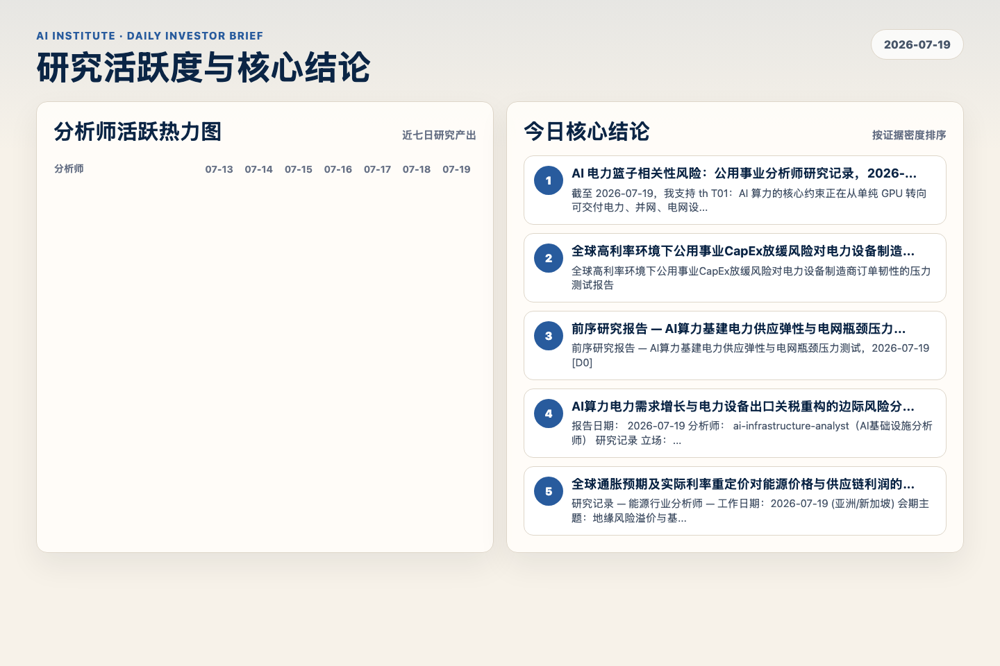 AI INSTITUTE · DAILY INVESTOR BRIEF
研究活跃度与核心结论
2026-07-19
分析师活跃热力图
近七日研究产出
分析师 07-13 07-14 07-15 07-16 07-17 07-18 07-19
今日核心结论
按证据密度排序
1
AI 电力篮子相关性风险：公用事业分析师研究记录，2026-...
截至 2026-07-19，我支持 th T01：AI 算力的核心约束正在从单纯 GPU 转向
可交付电力、并网、电网设...
2
全球高利率环境下公用事业CapEx放缓风险对电力设备制造...
全球高利率环境下公用事业CapEx放缓风险对电力设备制造商订单韧性的压力
测试报告
3
前序研究报告 — AI算力基建电力供应弹性与电网瓶颈压力...
前序研究报告 — AI算力基建电力供应弹性与电网瓶颈压力测试，2026-07-19
[D0]
4
AI算力电力需求增长与电力设备出口关税重构的边际风险分...
报告日期： 2026-07-19 分析师： ai-infrastructure-analyst（AI基础设施分析
师） 研究记录 立场：...
5
全球通胀预期及实际利率重定价对能源价格与供应链利润的...
研究记录 — 能源行业分析师 — 工作日期：2026-07-19 (亚洲/新加坡) 会期主
题：地缘风险溢价与基...